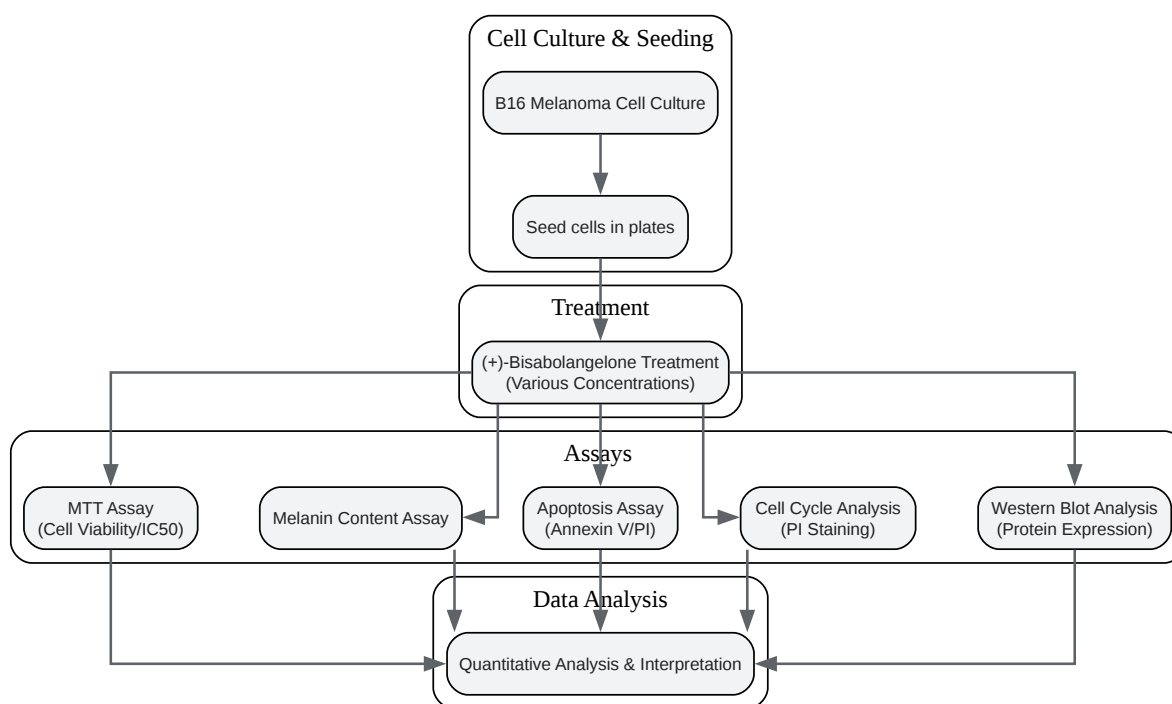 Cell Culture & Seeding
B16 Melanoma Cell Culture
Seed cells in plates
Treatment
(+)-Bisabolangelone Treatment
(Various Concentrations)
Assays
MTT Assay
(Cell Viability/IC50)
Melanin Content Assay
Apoptosis Assay
(Annexin V/PI)
Cell Cycle Analysis
(PI Staining)
Western Blot Analysis
(Protein Expression)
Data Analysis
Quantitative Analysis & Interpretation